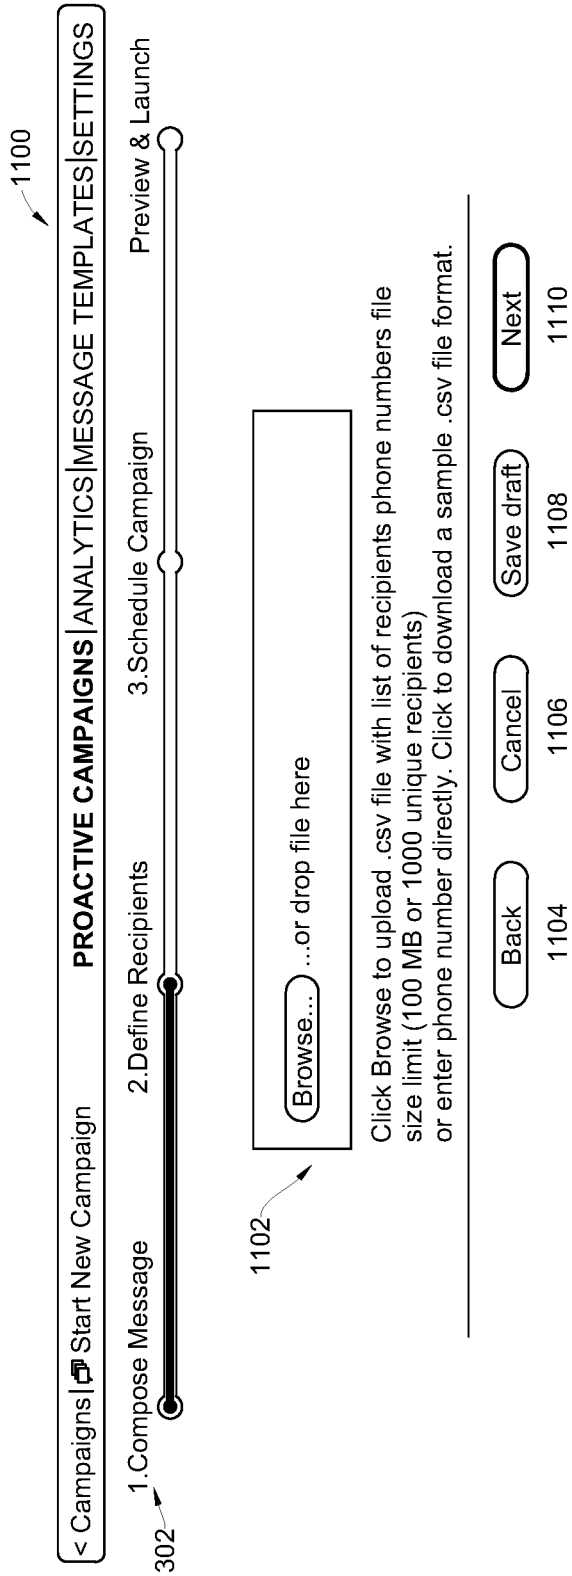 1100
< Campaigns| Start New Campaign PROACTIVE CAMPAIGNS|ANALYTICS|MESSAGE TEMPLATES|SETTINGS
1.Compose Message 2.Define Recipients 3.Schedule Campaign Preview & Launch
302
1102
Browse... ...or drop file here
Click Browse to upload .csv file with list of recipients phone numbers file
size limit (100 MB or 1000 unique recipients)
or enter phone number directly. Click to download a sample .csv file format.
Back Cancel Save draft Next
1104 1106 1108 1110